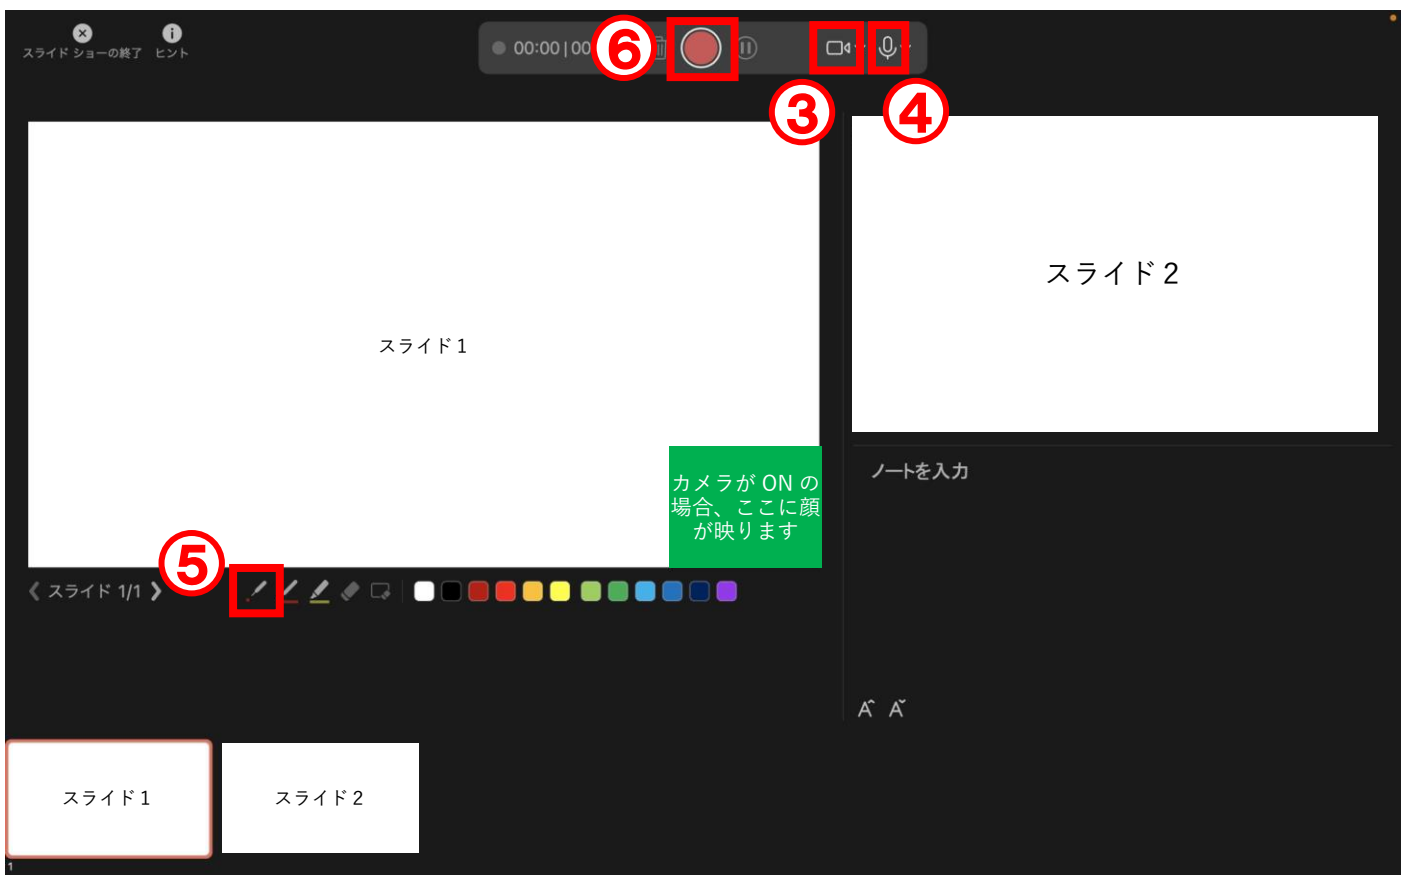 スライド ショーの終了
ヒント
00:00|00
⑥
③
④
スライド 1
スライド 2
カメラが ON の
場合、ここに顔
が映ります
ノートを入力
⑤
スライド 1/1
A A
スライド 1
スライド 2
1